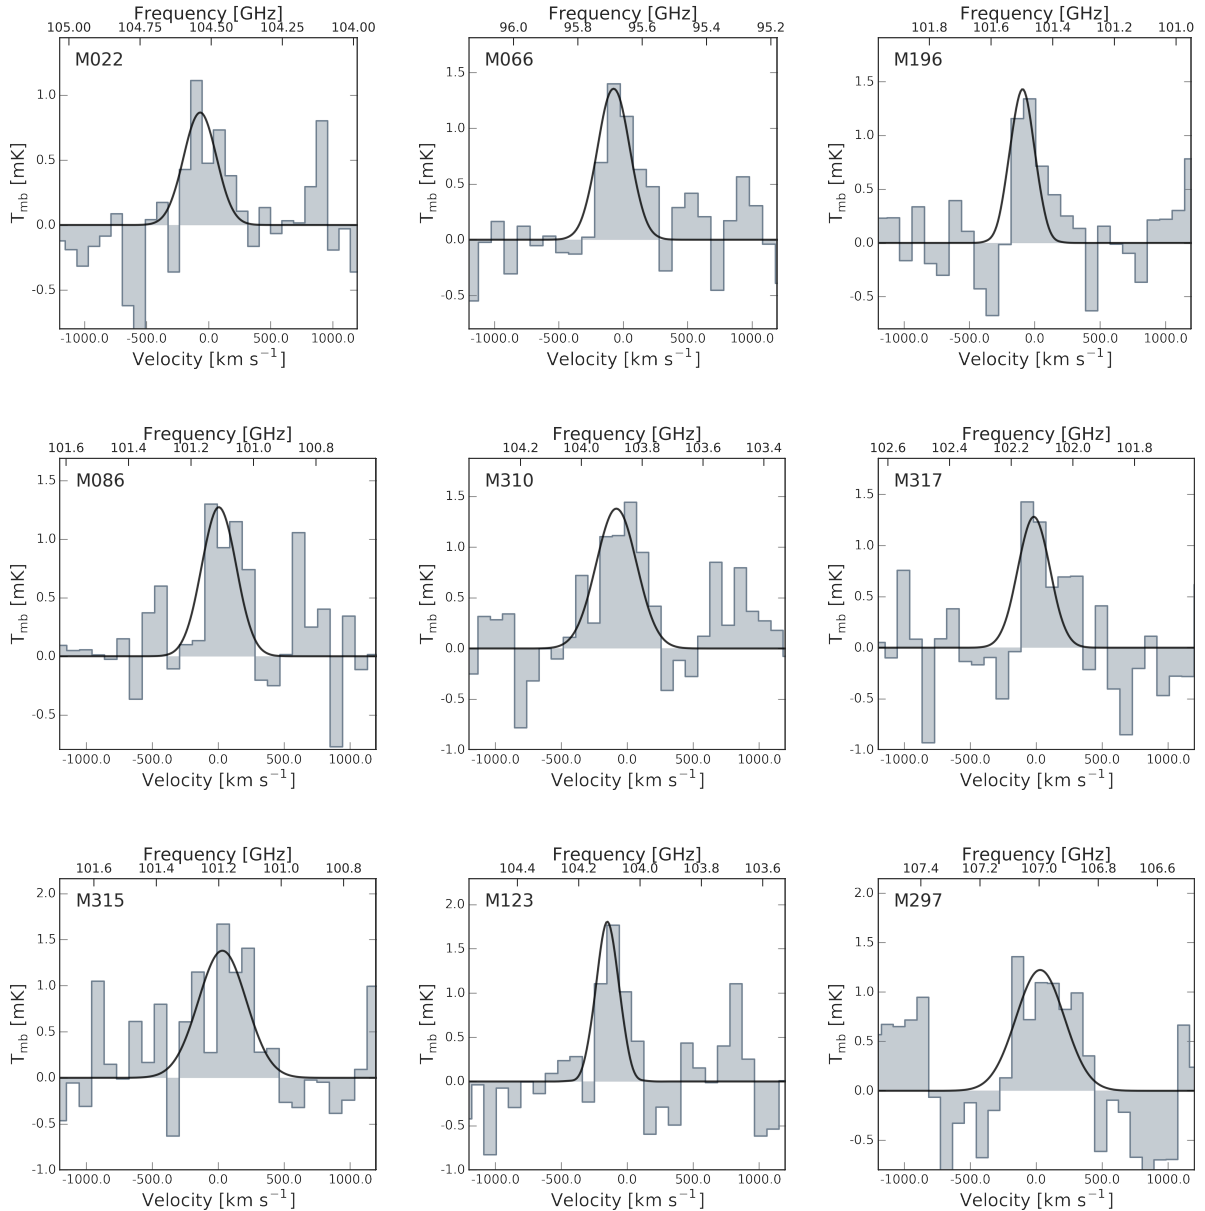 Frequency [GHz] Frequency [GHz] Frequency [GHz]
105.00 104.75 104.50 104.25 104.00 96.0 95.8 95.6 95.4 95.2 101.8 101.6 101.4 101.2 101.0
M022 M066 M196
T_mb [mK] T_mb [mK] T_mb [mK]
1.0 0.5 0.0 -0.5
1.5 1.0 0.5 0.0 -0.5
1.5 1.0 0.5 0.0 -0.5
-1000.0 -500.0 0.0 500.0 1000.0 -1000.0 -500.0 0.0 500.0 1000.0 -1000.0 -500.0 0.0 500.0 1000.0
Velocity [km s⁻¹] Velocity [km s⁻¹] Velocity [km s⁻¹]
Frequency [GHz] Frequency [GHz] Frequency [GHz]
101.6 101.4 101.2 101.0 100.8 104.2 104.0 103.8 103.6 103.4 102.6 102.4 102.2 102.0 101.8
M086 M310 M317
T_mb [mK] T_mb [mK] T_mb [mK]
1.5 1.0 0.5 0.0 -0.5
1.5 1.0 0.5 0.0 -0.5 -1.0
1.5 1.0 0.5 0.0 -0.5 -1.0
-1000.0 -500.0 0.0 500.0 1000.0 -1000.0 -500.0 0.0 500.0 1000.0 -1000.0 -500.0 0.0 500.0 1000.0
Velocity [km s⁻¹] Velocity [km s⁻¹] Velocity [km s⁻¹]
Frequency [GHz] Frequency [GHz] Frequency [GHz]
101.6 101.4 101.2 101.0 100.8 104.4 104.2 104.0 103.8 103.6 107.4 107.2 107.0 106.8 106.6
M315 M123 M297
T_mb [mK] T_mb [mK] T_mb [mK]
2.0 1.5 1.0 0.5 0.0 -0.5 -1.0
2.0 1.5 1.0 0.5 0.0 -0.5 -1.0
2.0 1.5 1.0 0.5 0.0 -0.5
-1000.0 -500.0 0.0 500.0 1000.0 -1000.0 -500.0 0.0 500.0 1000.0 -1000.0 -500.0 0.0 500.0 1000.0
Velocity [km s⁻¹] Velocity [km s⁻¹] Velocity [km s⁻¹]